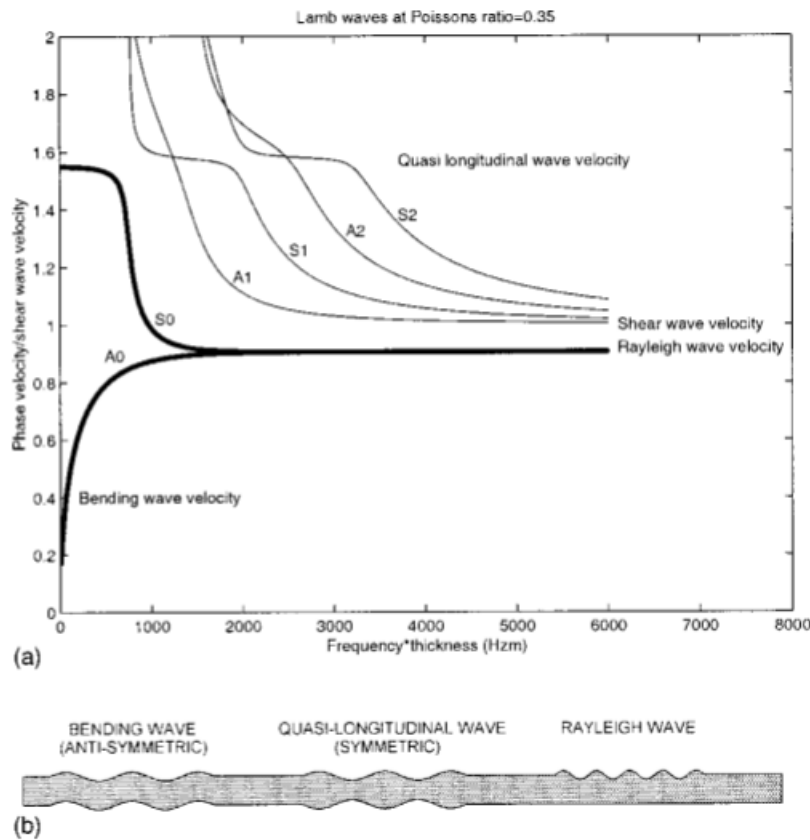 Lamb waves at Poissons ratio=0.35
Phase velocity/shear wave velocity
2
1.8
1.6
1.4
1.2
1
0.8
0.6
0.4
0.2
0
Quasi longitudinal wave velocity
S2
A2
S1
A1
S0
A0
Shear wave velocity
Rayleigh wave velocity
Bending wave velocity
0 1000 2000 3000 4000 5000 6000 7000 8000
Frequency*thickness (Hzm)
(a)
BENDING WAVE QUASI-LONGITUDINAL WAVE RAYLEIGH WAVE
(ANTI-SYMMETRIC) (SYMMETRIC)
(b)